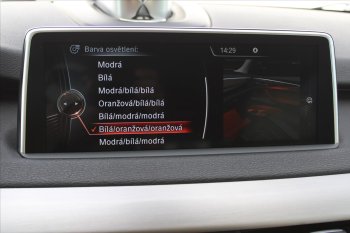 Barva osvětlení:
14:29
Modrá
Bílá
Modrá/bílá/bílá
Oranžová/bílá/bílá
Bílá/modrá/modrá
Bílá/oranžová/oranžová
Modrá/bílá/modrá